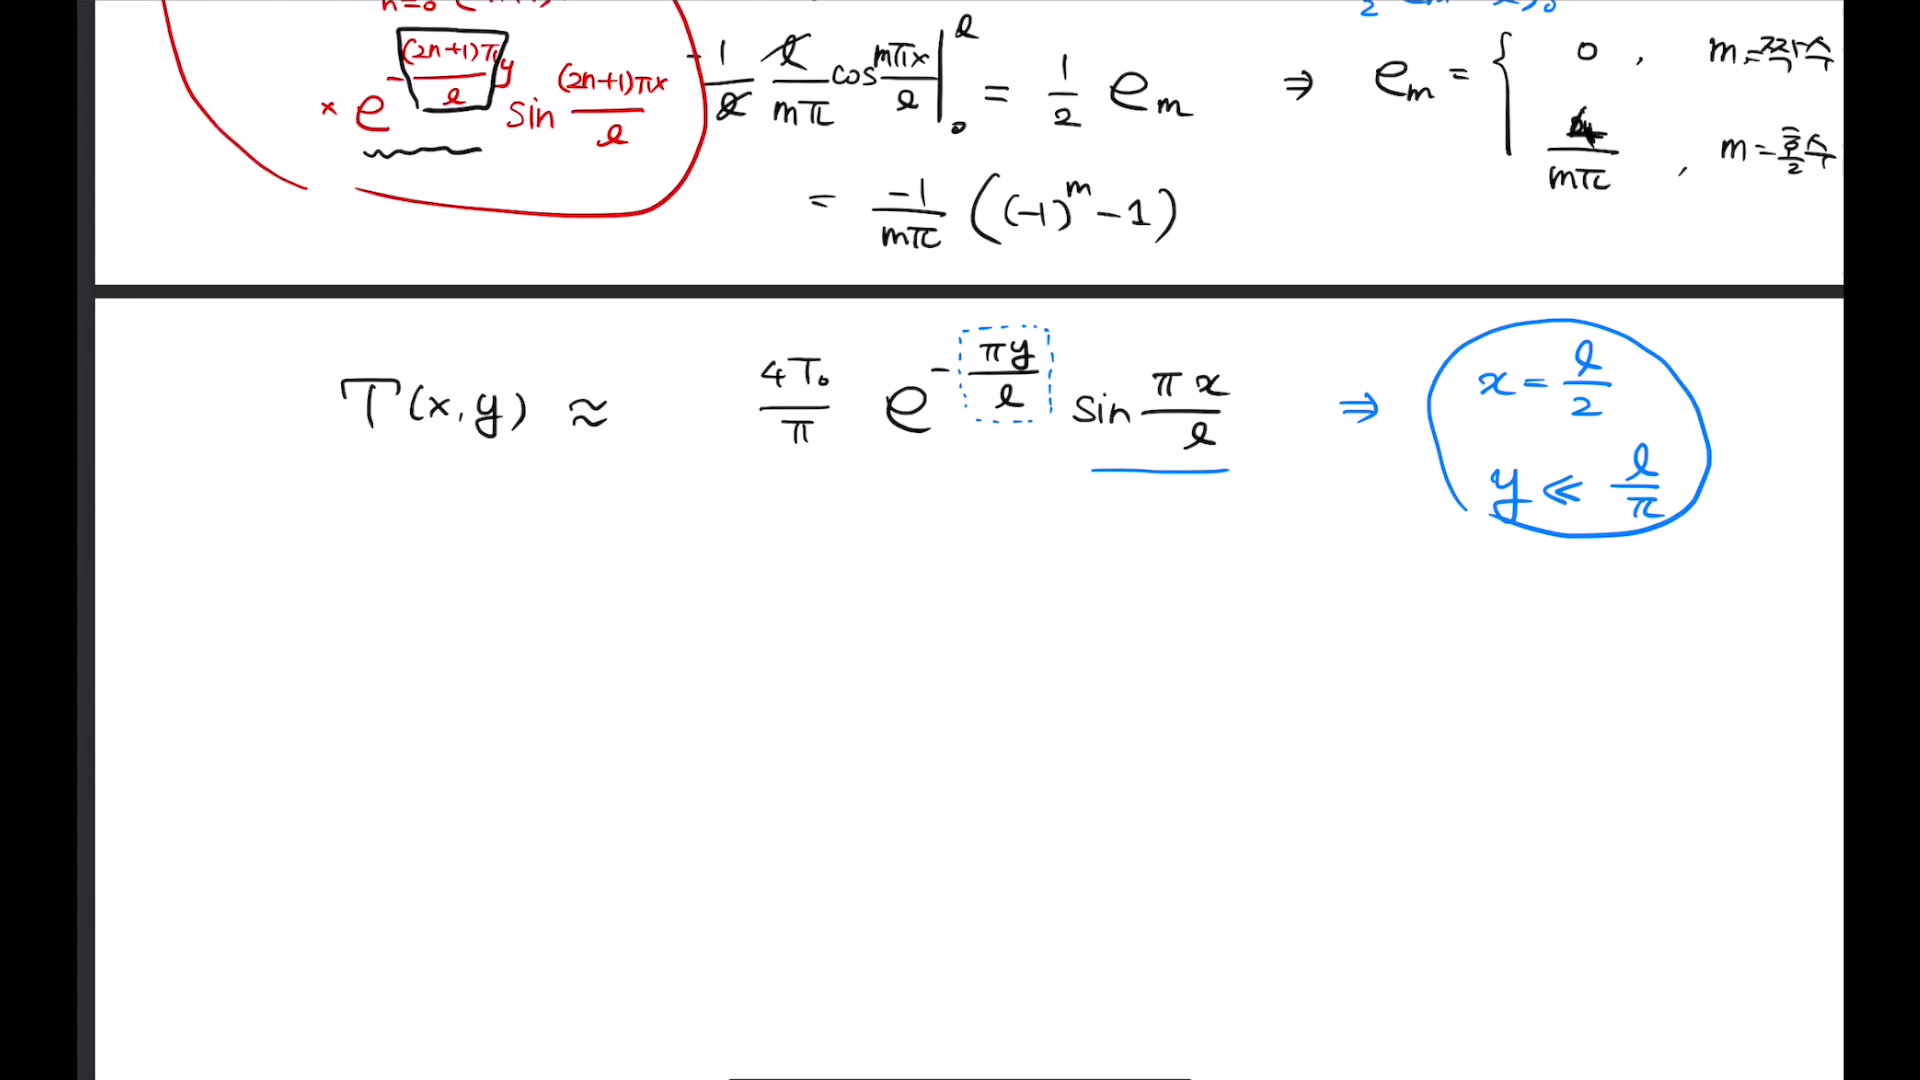 n=0
× e^{-(2n+1)πy/ℓ} sin (2n+1)πx/ℓ
-1/ℓ ℓ/mπ cos mπx/ℓ |_0^ℓ = 1/2 e_m ⇒ e_m = { 0 , m=짝수
4/mπ , m=홀수
= -1/mπ ((-1)^m - 1)
T(x,y) ≈ 4T₀/π e^{-πy/ℓ} sin πx/ℓ ⇒ x = ℓ/2
y ≪ ℓ/π